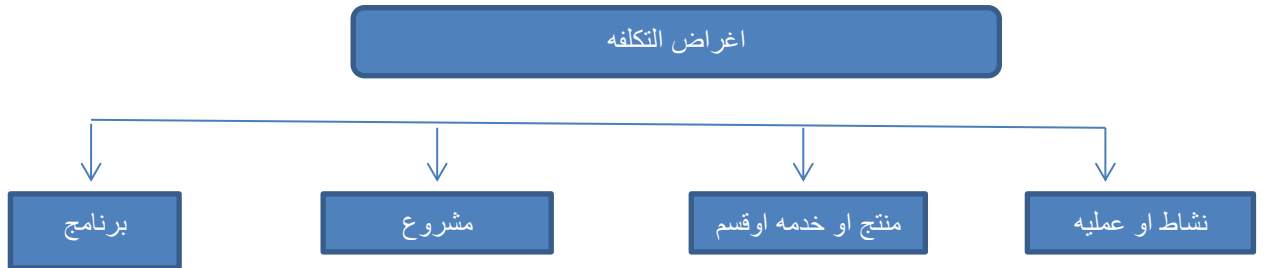 اغراض التكلفه
نشاط او عمليه
منتج او خدمه اوقسم
مشروع
برنامج